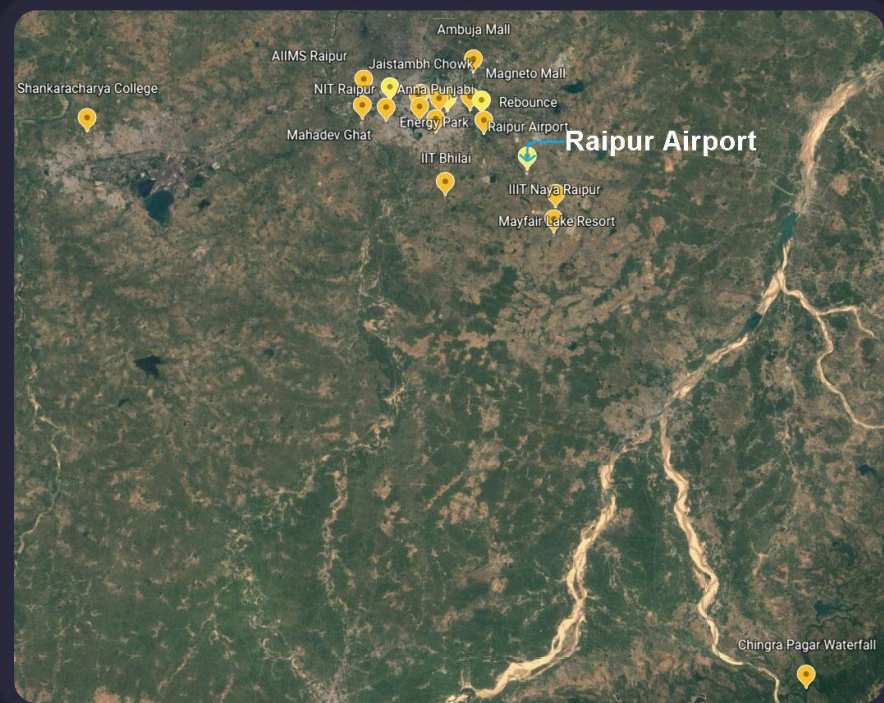 Ambuja Mall
AIIMS Raipur
Jaistambh Chowk
Magneto Mall
Shankaracharya College
NIT Raipur
Anna Punjabi
Rebounce
Energy Park
Raipur Airport
Mahadev Ghat
Raipur Airport
IIT Bhilai
IIIT Naya Raipur
Mayfair Lake Resort
Chingra Pagar Waterfall